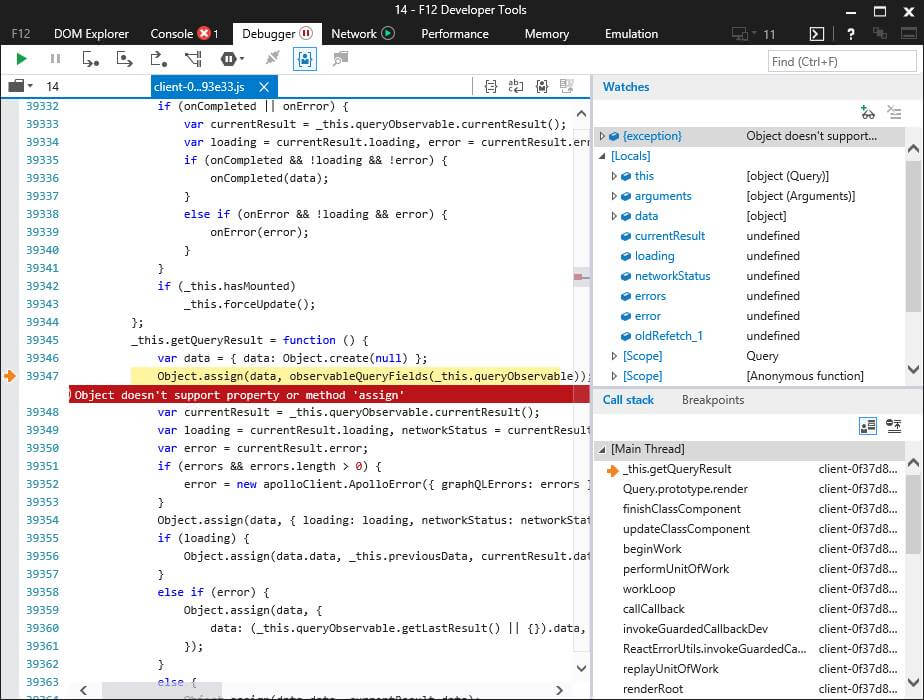 14 - F12 Developer Tools
F12 DOM Explorer Console 1 Debugger Network Performance Memory Emulation 11 ?
Find (Ctrl+F)
14 client-0...93e33.js
39332 if (onCompleted || onError) {
39333 var currentResult = _this.queryObservable.currentResult();
39334 var loading = currentResult.loading, error = currentResult.err
39335 if (onCompleted && !loading && !error) {
39336 onCompleted(data);
39337 }
39338 else if (onError && !loading && error) {
39339 onError(error);
39340 }
39341 }
39342 if (_this.hasMounted)
39343 _this.forceUpdate();
39344 };
39345 _this.getQueryResult = function () {
39346 var data = { data: Object.create(null) };
39347 Object.assign(data, observableQueryFields(_this.queryObservable));
Object doesn't support property or method 'assign'
39348 var currentResult = _this.queryObservable.currentResult();
39349 var loading = currentResult.loading, networkStatus = currentResult
39350 var error = currentResult.error;
39351 if (errors && errors.length > 0) {
39352 error = new apolloClient.ApolloError({ graphQLErrors: errors }
39353 }
39354 Object.assign(data, { loading: loading, networkStatus: networkStat
39355 if (loading) {
39356 Object.assign(data.data, _this.previousData, currentResult.dat
39357 }
39358 else if (error) {
39359 Object.assign(data, {
39360 data: (_this.queryObservable.getLastResult() || {}).data,
39361 });
39362 }
39363 else {
Object.assign(data.data, currentResult.data);
Watches
{exception} Object doesn't support...
[Locals]
this [object (Query)]
arguments [object (Arguments)]
data [object]
currentResult undefined
loading undefined
networkStatus undefined
errors undefined
error undefined
oldRefetch_1 undefined
[Scope] Query
[Scope] [Anonymous function]
Call stack Breakpoints
[Main Thread]
_this.getQueryResult client-0f37d8...
Query.prototype.render client-0f37d8...
finishClassComponent client-0f37d8...
updateClassComponent client-0f37d8...
beginWork client-0f37d8...
performUnitOfWork client-0f37d8...
workLoop client-0f37d8...
callCallback client-0f37d8...
invokeGuardedCallbackDev client-0f37d8...
ReactErrorUtils.invokeGuardedCa... client-0f37d8...
replayUnitOfWork client-0f37d8...
renderRoot client-0f37d8...